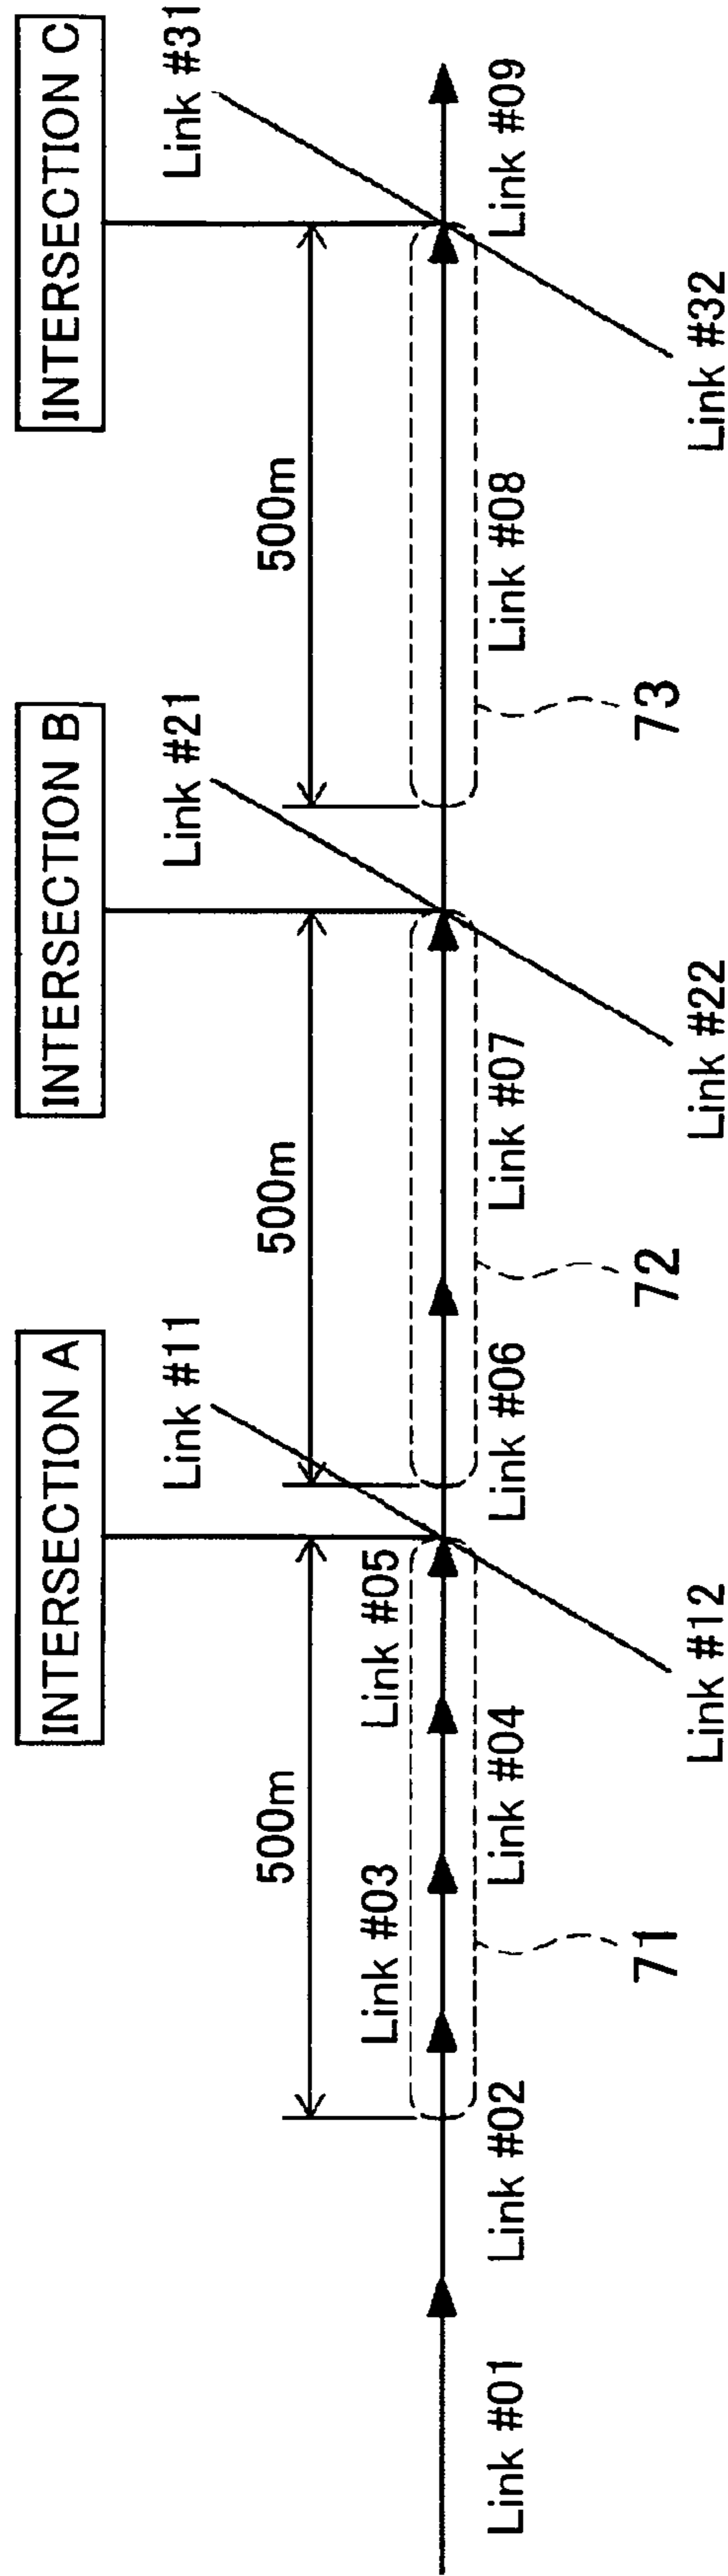 INTERSECTION A
INTERSECTION B
INTERSECTION C
Link #11
Link #21
Link #31
500m
500m
500m
Link #03
Link #05
Link #01
Link #02
Link #04
Link #06
Link #07
Link #08
Link #09
71
72
73
Link #12
Link #22
Link #32